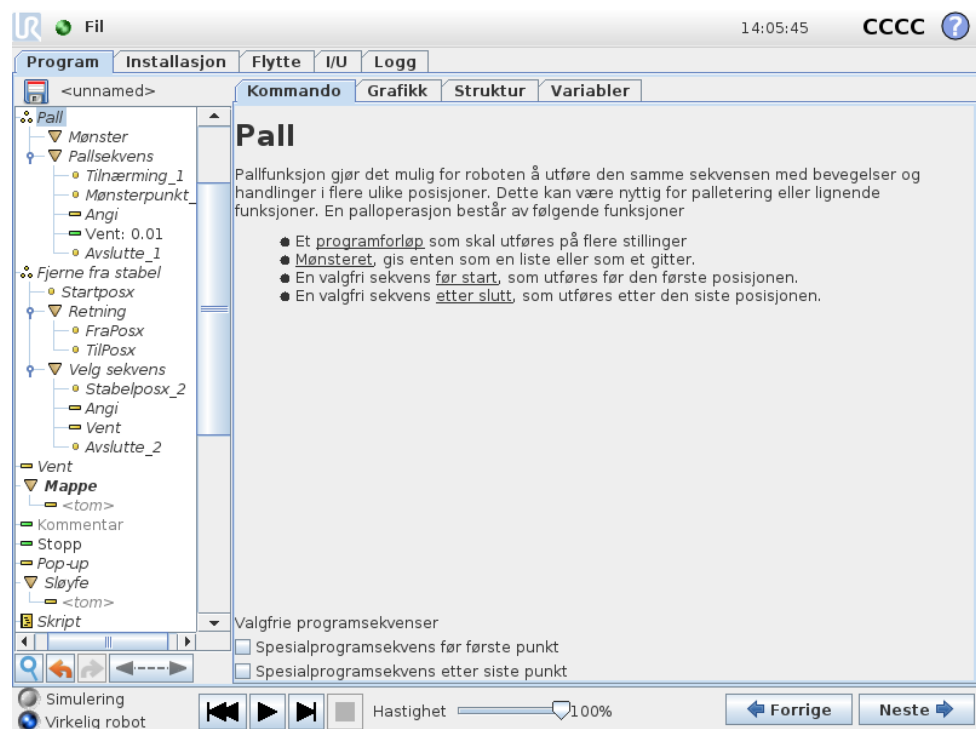 UR Fil 14:05:45 CCCC ?
Program Installasjon Flytte I/U Logg
<unnamed>
Kommando Grafikk Struktur Variabler
Pall
Mønster
Pallsekvens
Tilnærming_1
Mønsterpunkt_
Angi
Vent: 0.01
Avslutte_1
Fjerne fra stabel
Startposx
Retning
FraPosx
TilPosx
Velg sekvens
Stabelposx_2
Angi
Vent
Avslutte_2
Vent
Mappe
<tom>
Kommentar
Stopp
Pop-up
Sløyfe
<tom>
Skript
Pall
Pallfunksjon gjør det mulig for roboten å utføre den samme sekvensen med bevegelser og
handlinger i flere ulike posisjoner. Dette kan være nyttig for palletering eller lignende
funksjoner. En palloperasjon består av følgende funksjoner
● Et programforløp som skal utføres på flere stillinger
● Mønsteret, gis enten som en liste eller som et gitter.
● En valgfri sekvens før start, som utføres før den første posisjonen.
● En valgfri sekvens etter slutt, som utføres etter den siste posisjonen.
Valgfrie programsekvenser
Spesialprogramsekvens før første punkt
Spesialprogramsekvens etter siste punkt
Simulering
Virkelig robot
Hastighet 100%
Forrige Neste